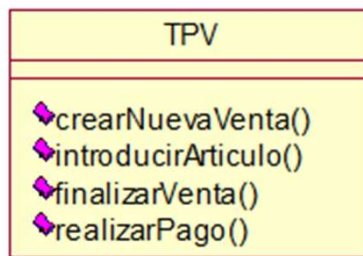 TPV
crearNuevaVenta()
introducirArticulo()
finalizarVenta()
realizarPago()